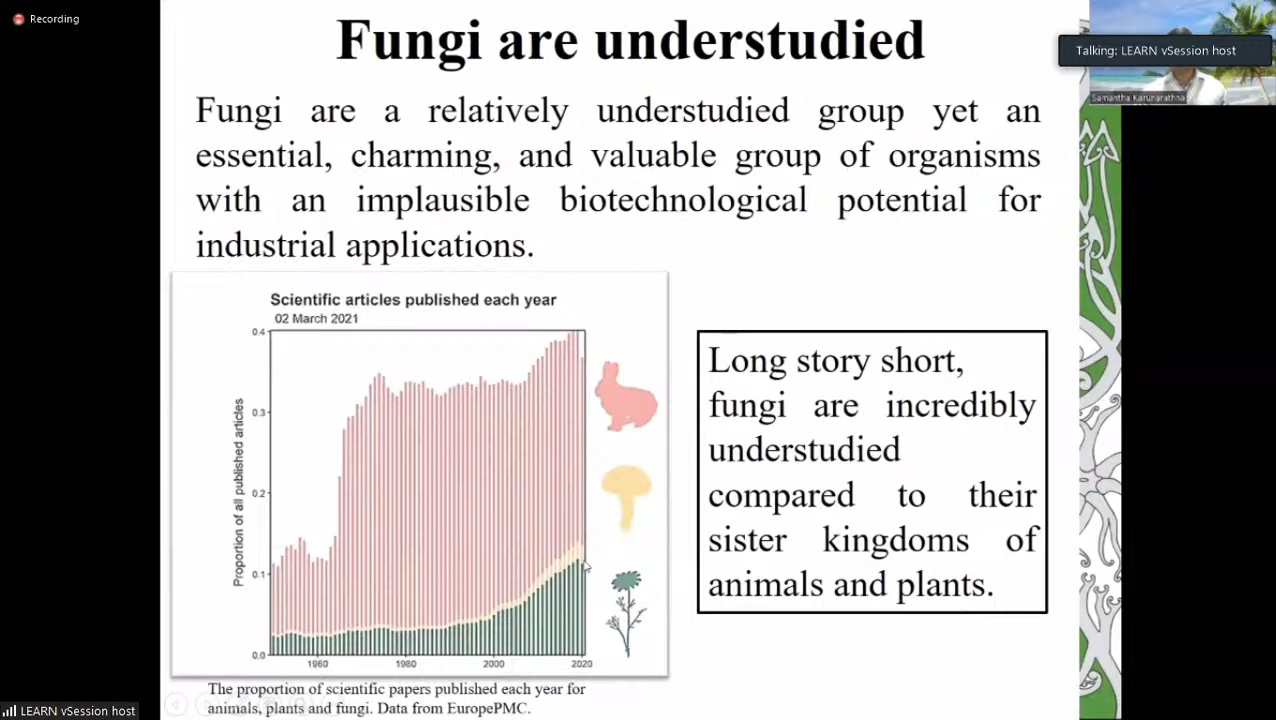 Recording
Fungi are understudied
Talking: LEARN vSession host
Samantha Karunarathna
Fungi are a relatively understudied group yet an
essential, charming, and valuable group of organisms
with an implausible biotechnological potential for
industrial applications.
Scientific articles published each year
02 March 2021
Proportion of all published articles
0.4
0.3
0.2
0.1
0.0
1960 1980 2000 2020
Long story short,
fungi are incredibly
understudied
compared to their
sister kingdoms of
animals and plants.
The proportion of scientific papers published each year for
animals, plants and fungi. Data from EuropePMC.
LEARN vSession host